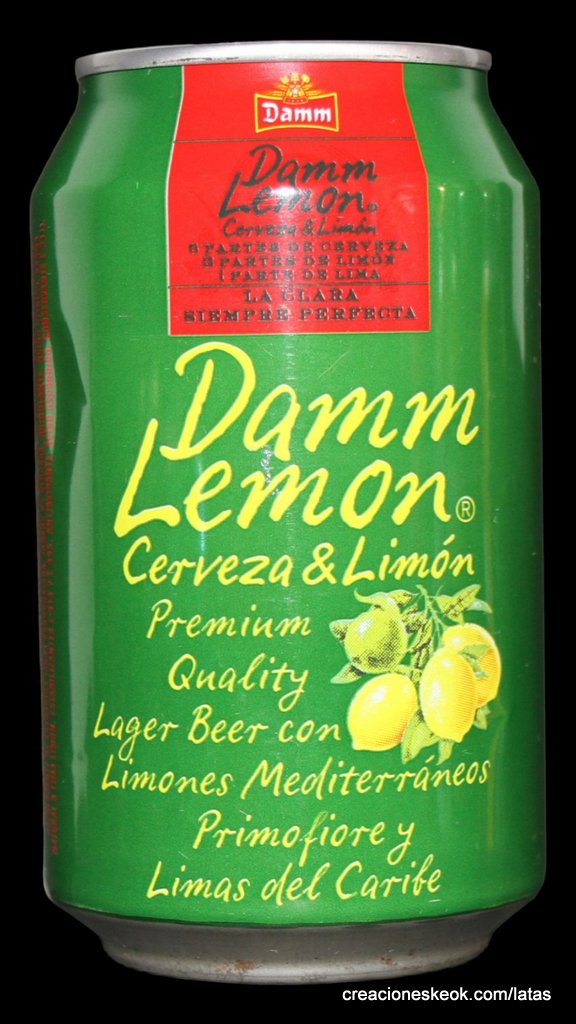 Damm
Damm
Lemon®
Cerveza & Limón
6 PARTES DE CERVEZA
3 PARTES DE LIMÓN
1 PARTE DE LIMA
LA CLARA
SIEMPRE PERFECTA
Damm
Lemon®
Cerveza & Limón
Premium
Quality
Lager Beer con
Limones Mediterráneos
Primofiore y
Limas del Caribe
creacioneskeok.com/latas